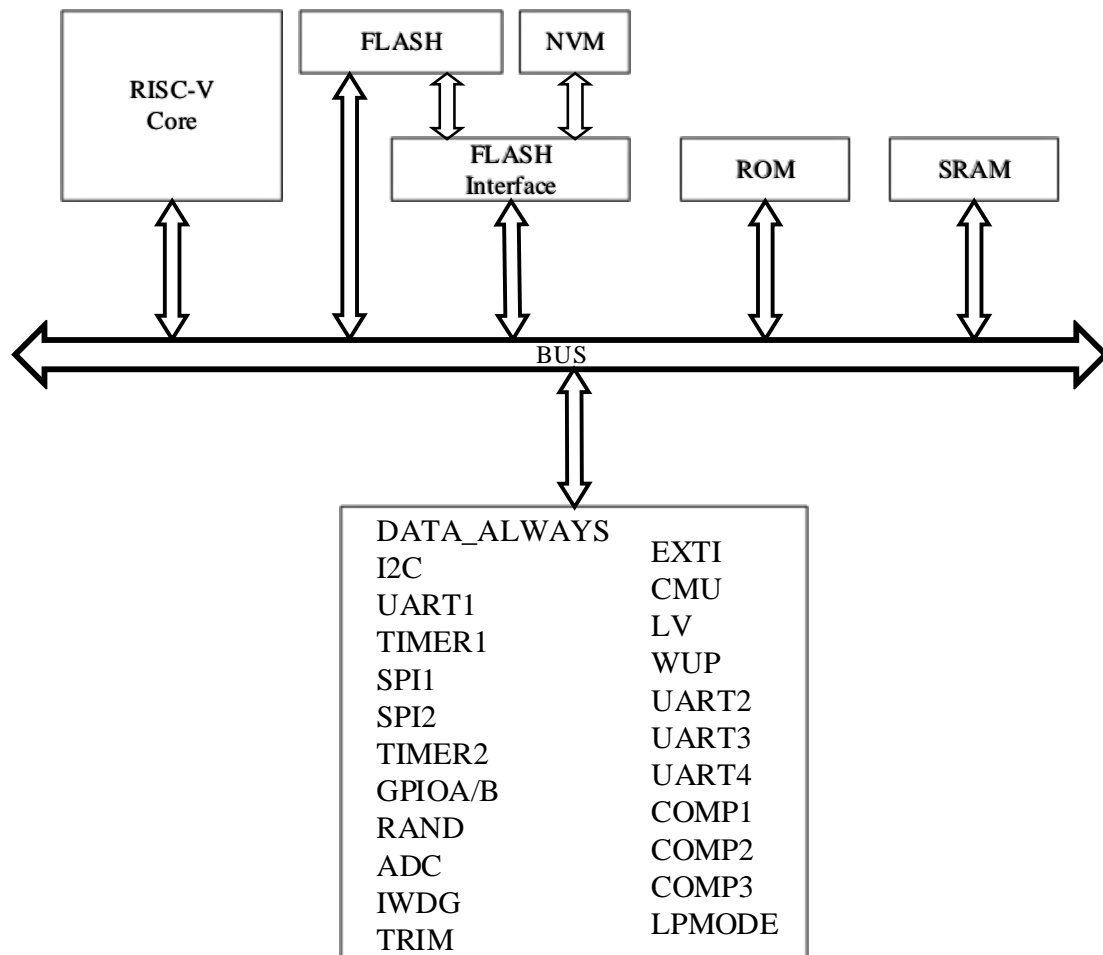 RISC-V
Core
FLASH
NVM
FLASH
Interface
ROM
SRAM
BUS
DATA_ALWAYS
I2C
UART1
TIMER1
SPI1
SPI2
TIMER2
GPIOA/B
RAND
ADC
IWDG
TRIM
EXTI
CMU
LV
WUP
UART2
UART3
UART4
COMP1
COMP2
COMP3
LPMODE